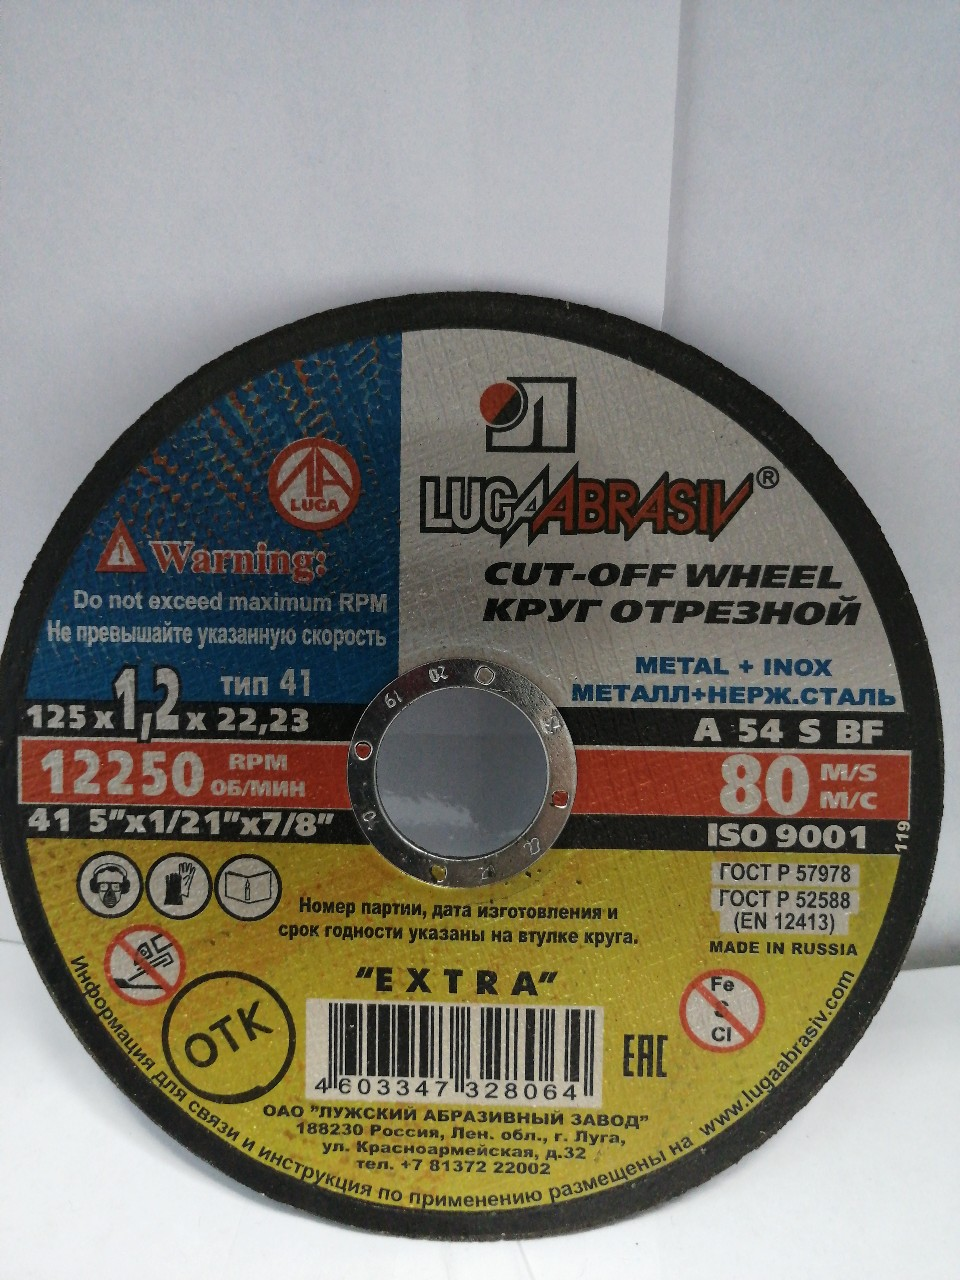 LUGA
LUGAABRASIV®
CUT-OFF WHEEL
КРУГ ОТРЕЗНОЙ
METAL + INOX
МЕТАЛЛ+НЕРЖ.СТАЛЬ
Warning:
Do not exceed maximum RPM
Не превышайте указанную скорость
тип 41
125 x 1,2 x 22,23
A 54 S BF
12250 RPM
ОБ/МИН
80 M/S
М/С
41 5"x1/21"x7/8"
ISO 9001
119
19
20
ГОСТ Р 57978
ГОСТ Р 52588
(EN 12413)
MADE IN RUSSIA
Номер партии, дата изготовления и
срок годности указаны на втулке круга.
"EXTRA"
ОТК
Fe
S
Cl
EAC
4 603347 328064
ОАО "ЛУЖСКИЙ АБРАЗИВНЫЙ ЗАВОД"
188230 Россия, Лен. обл., г. Луга,
ул. Красноармейская, д.32
тел. +7 81372 22002
Информация для связи и инструкция по применению размещены на www.lugaabrasiv.com